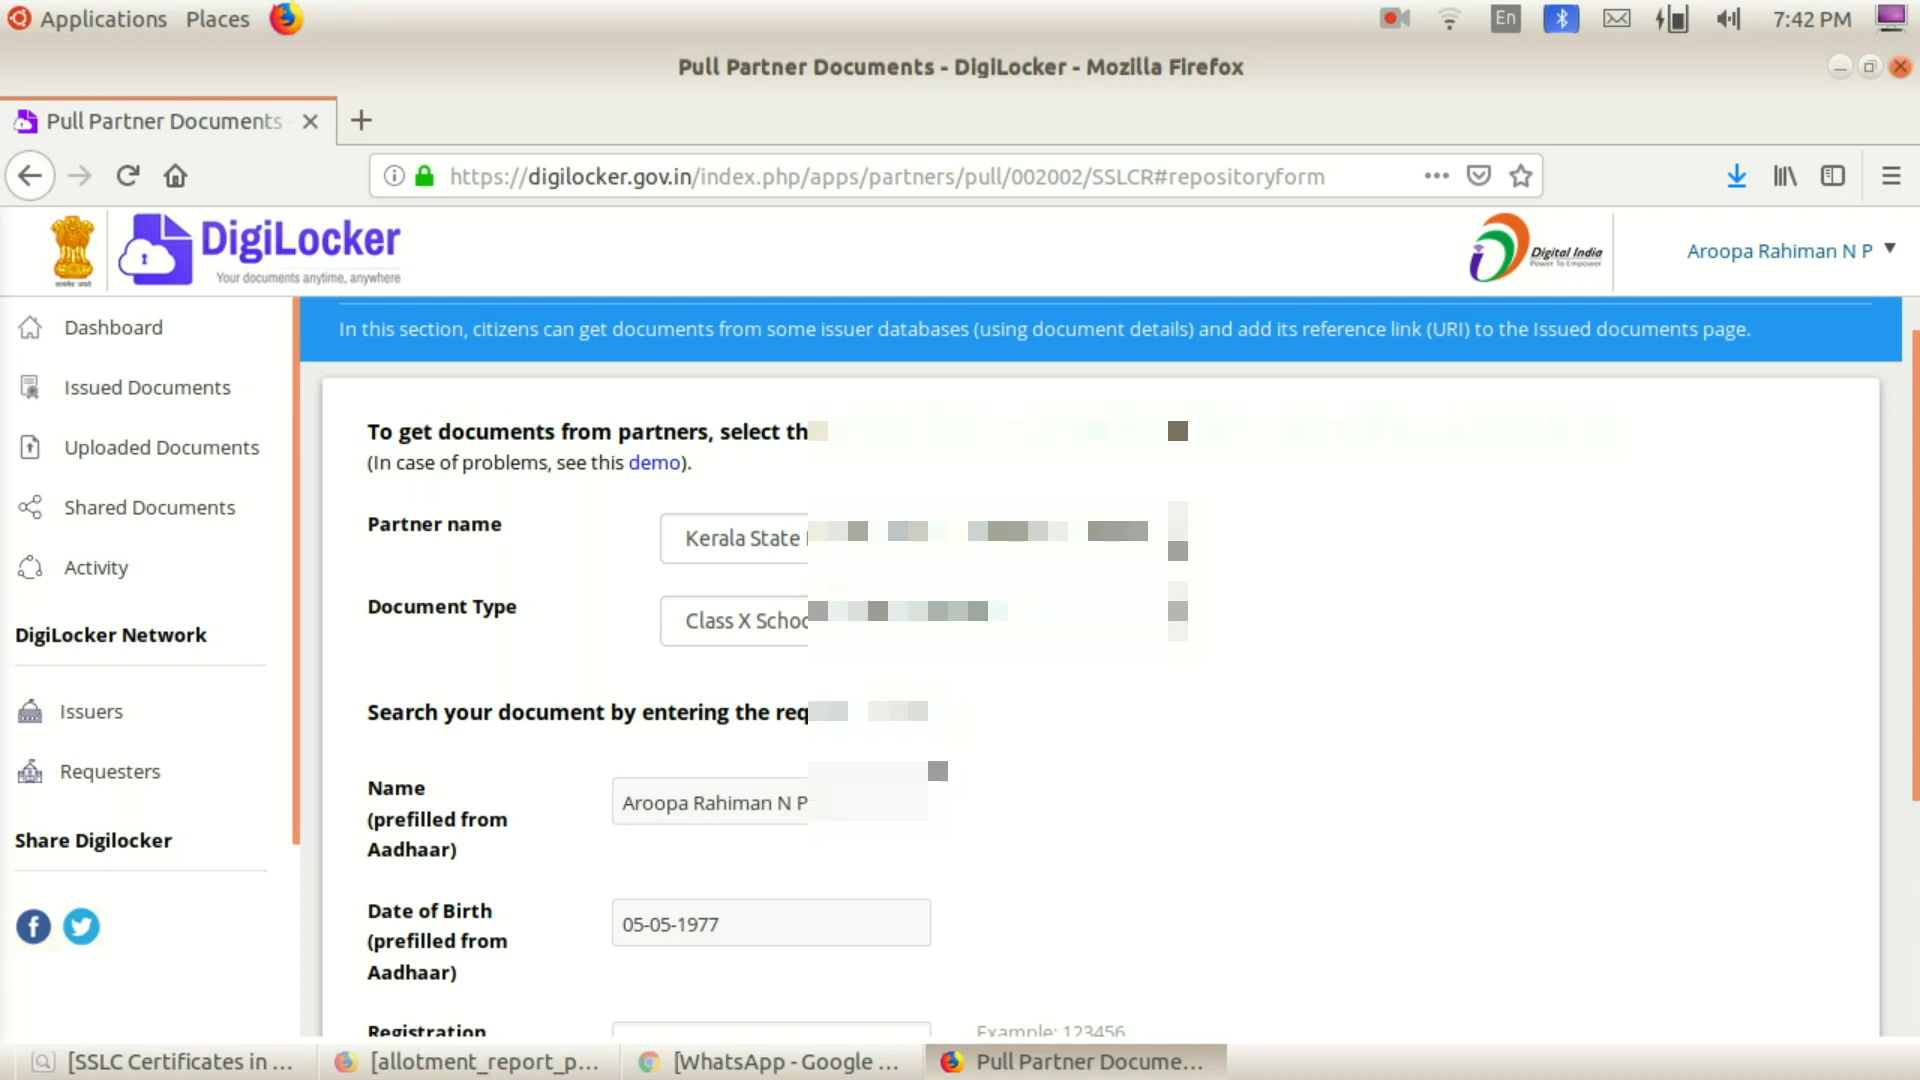 Applications Places
En
7:42 PM
Pull Partner Documents - DigiLocker - Mozilla Firefox
Pull Partner Documents
https://digilocker.gov.in/index.php/apps/partners/pull/002002/SSLCR#repositoryform
DigiLocker
Your documents anytime, anywhere
Digital India
Power To Empower
Aroopa Rahiman N P
Dashboard
Issued Documents
Uploaded Documents
Shared Documents
Activity
DigiLocker Network
Issuers
Requesters
Share Digilocker
In this section, citizens can get documents from some issuer databases (using document details) and add its reference link (URI) to the Issued documents page.
To get documents from partners, select th
(In case of problems, see this demo).
Partner name
Kerala State
Document Type
Class X Schoo
Search your document by entering the req
Name
(prefilled from
Aadhaar)
Aroopa Rahiman N P
Date of Birth
(prefilled from
Aadhaar)
05-05-1977
Registration
Example: 123456
[SSLC Certificates in ...
[allotment_report_p...
[WhatsApp - Google ...
Pull Partner Docume...